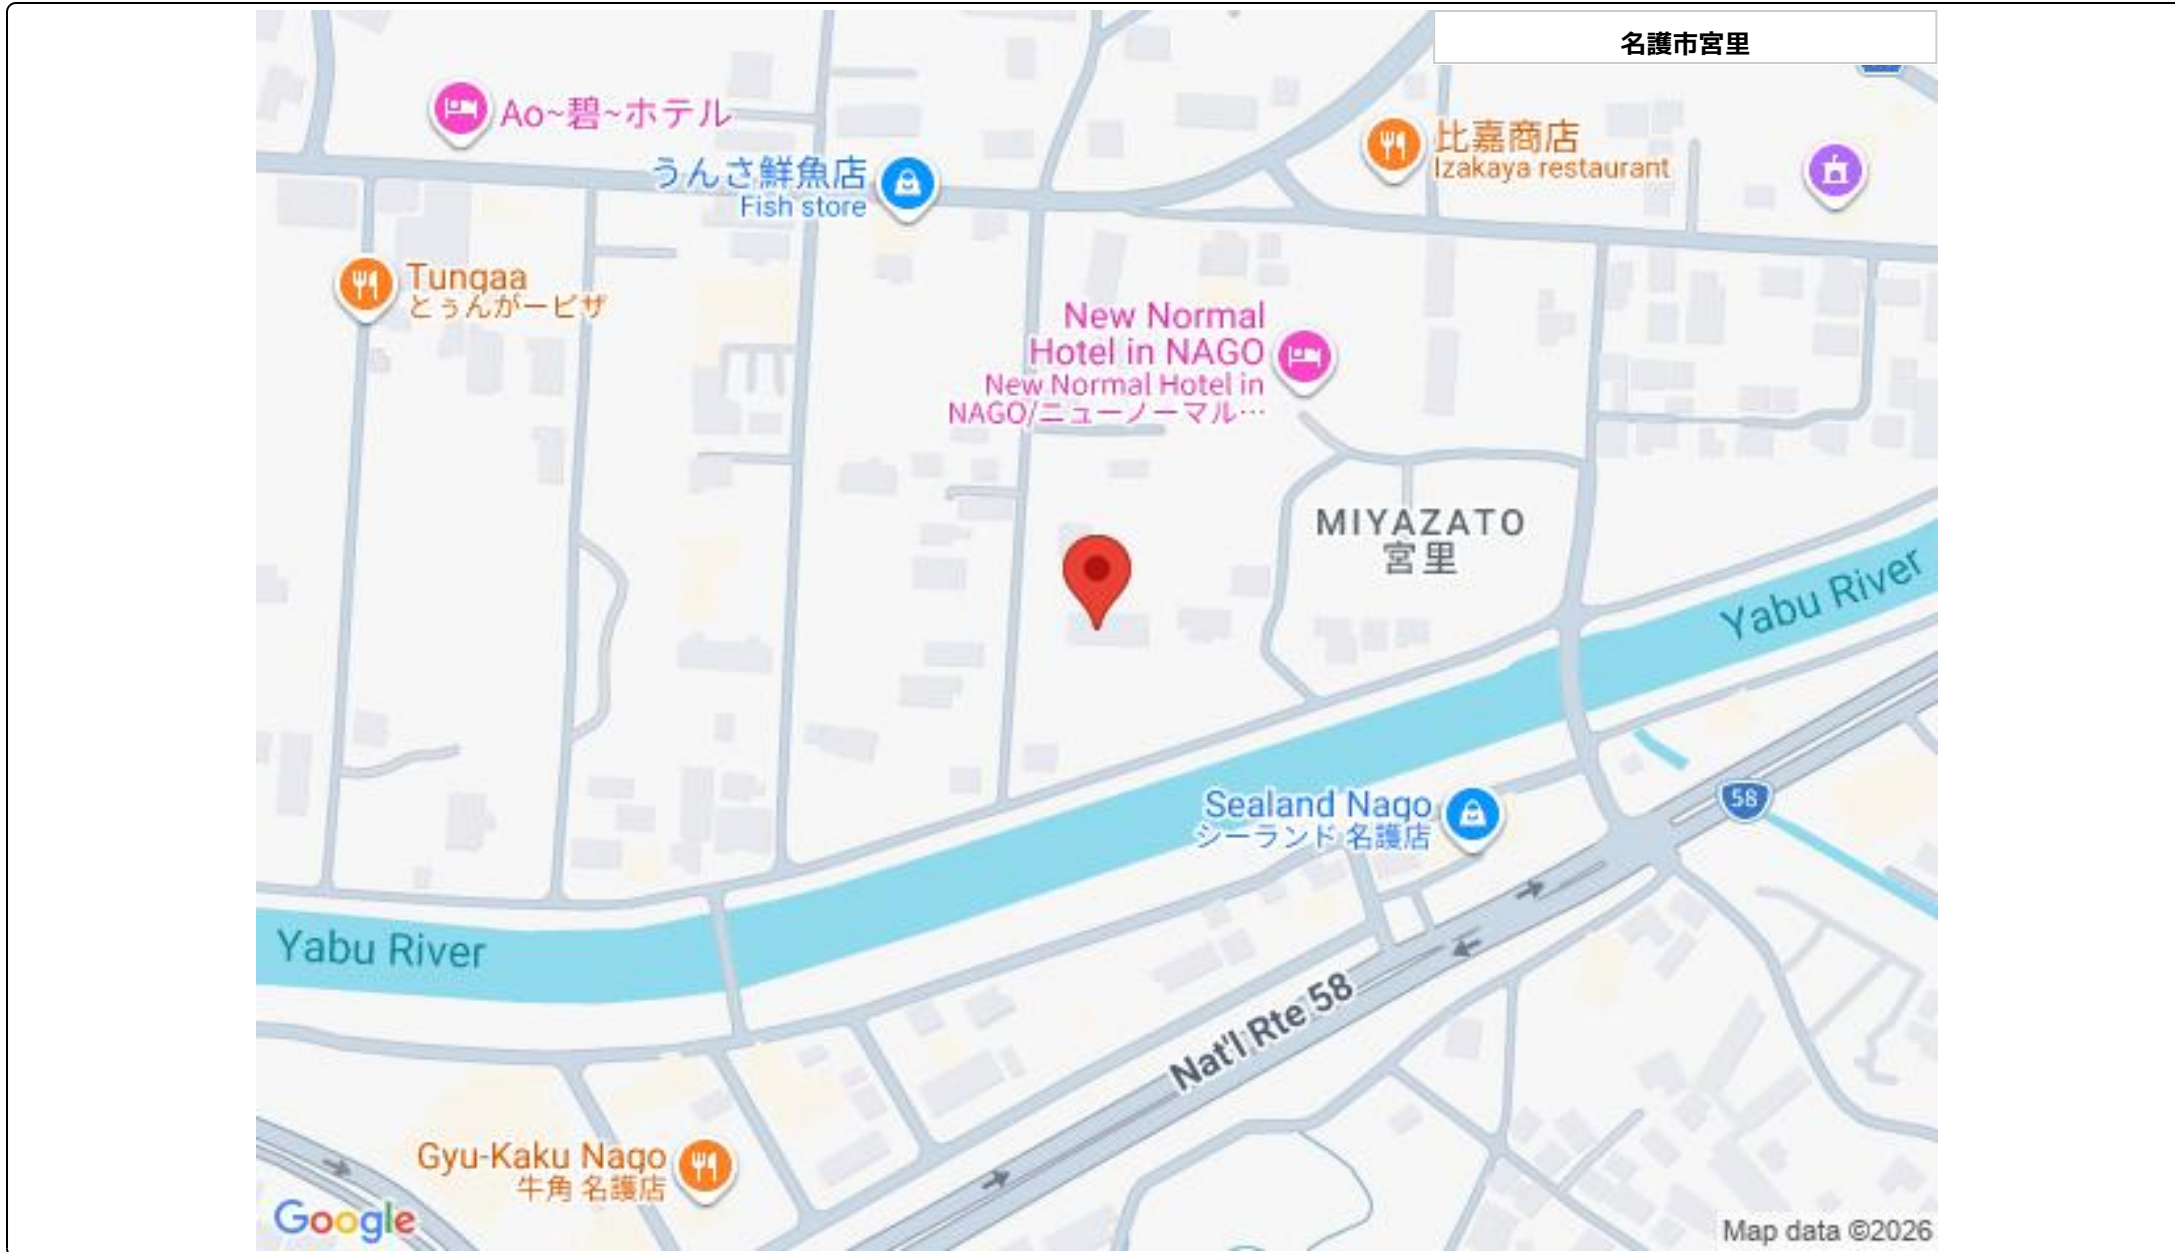 名護市宮里
Ao~碧~ホテル
うんさ鮮魚店
Fish store
比嘉商店
Izakaya restaurant
Tungaa
とぅんがーピザ
New Normal
Hotel in NAGO
New Normal Hotel in
NAGO/ニューノーマル…
MIYAZATO
宮里
Yabu River
Sealand Nago
シーランド 名護店
58
Yabu River
Nat'l Rte 58
Gyu-Kaku Nago
牛角 名護店
Google
Map data ©2026